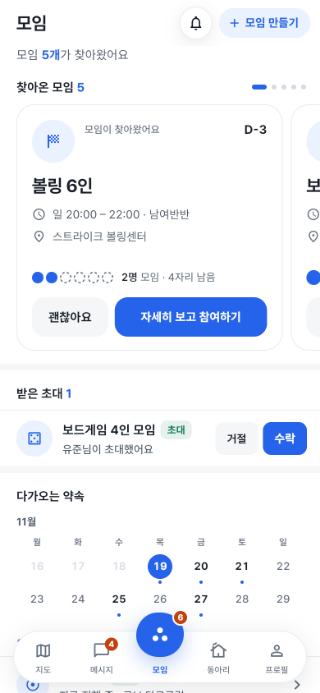 모임
+ 모임 만들기
모임 5개가 찾아왔어요
찾아온 모임 5
모임이 찾아왔어요
D-3
볼링 6인
일 20:00 – 22:00 · 남여반반
스트라이크 볼링센터
2명 모임 · 4자리 남음
괜찮아요
자세히 보고 참여하기
받은 초대 1
보드게임 4인 모임
초대
유준님이 초대했어요
거절
수락
다가오는 약속
11월
월 화 수 목 금 토 일
16 17 18 19 20 21 22
23 24 25 26 27 28 29
6
4
지도
메시지
모임
동아리
프로필